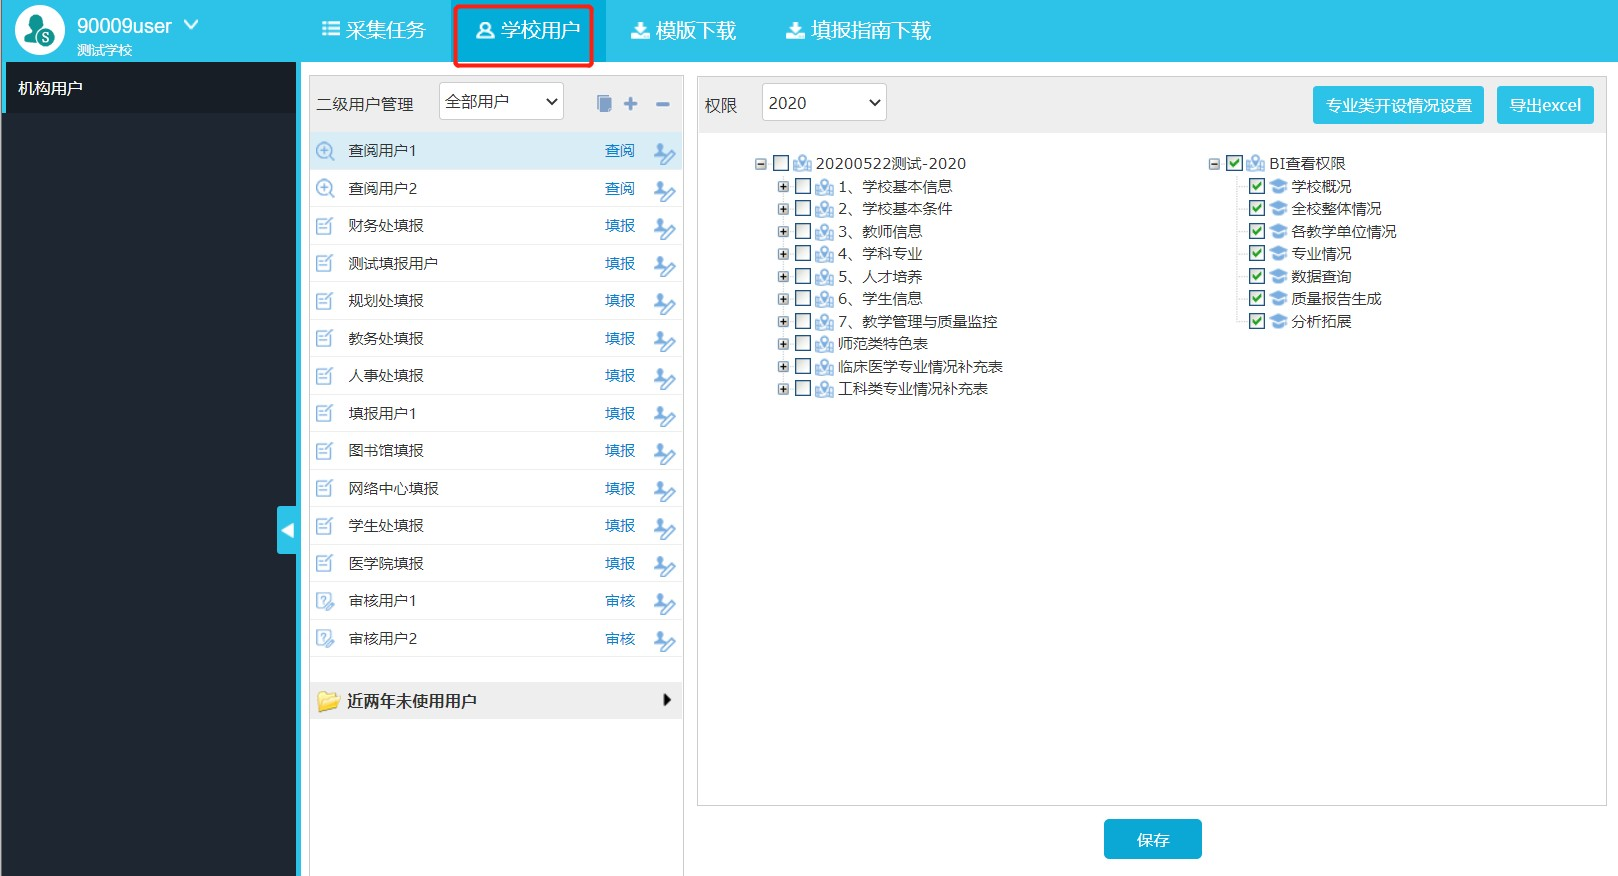 90009user
测试学校
采集任务
学校用户
模版下载
填报指南下载
机构用户
二级用户管理
全部用户
查阅用户1 查阅
查阅用户2 查阅
财务处填报 填报
测试填报用户 填报
规划处填报 填报
教务处填报 填报
人事处填报 填报
填报用户1 填报
图书馆填报 填报
网络中心填报 填报
学生处填报 填报
医学院填报 填报
审核用户1 审核
审核用户2 审核
近两年未使用用户
权限
2020
专业类开设情况设置
导出excel
20200522测试-2020
1、学校基本信息
2、学校基本条件
3、教师信息
4、学科专业
5、人才培养
6、学生信息
7、教学管理与质量监控
师范类特色表
临床医学专业情况补充表
工科类专业情况补充表
BI查看权限
学校概况
全校整体情况
各教学单位情况
专业情况
数据查询
质量报告生成
分析拓展
保存